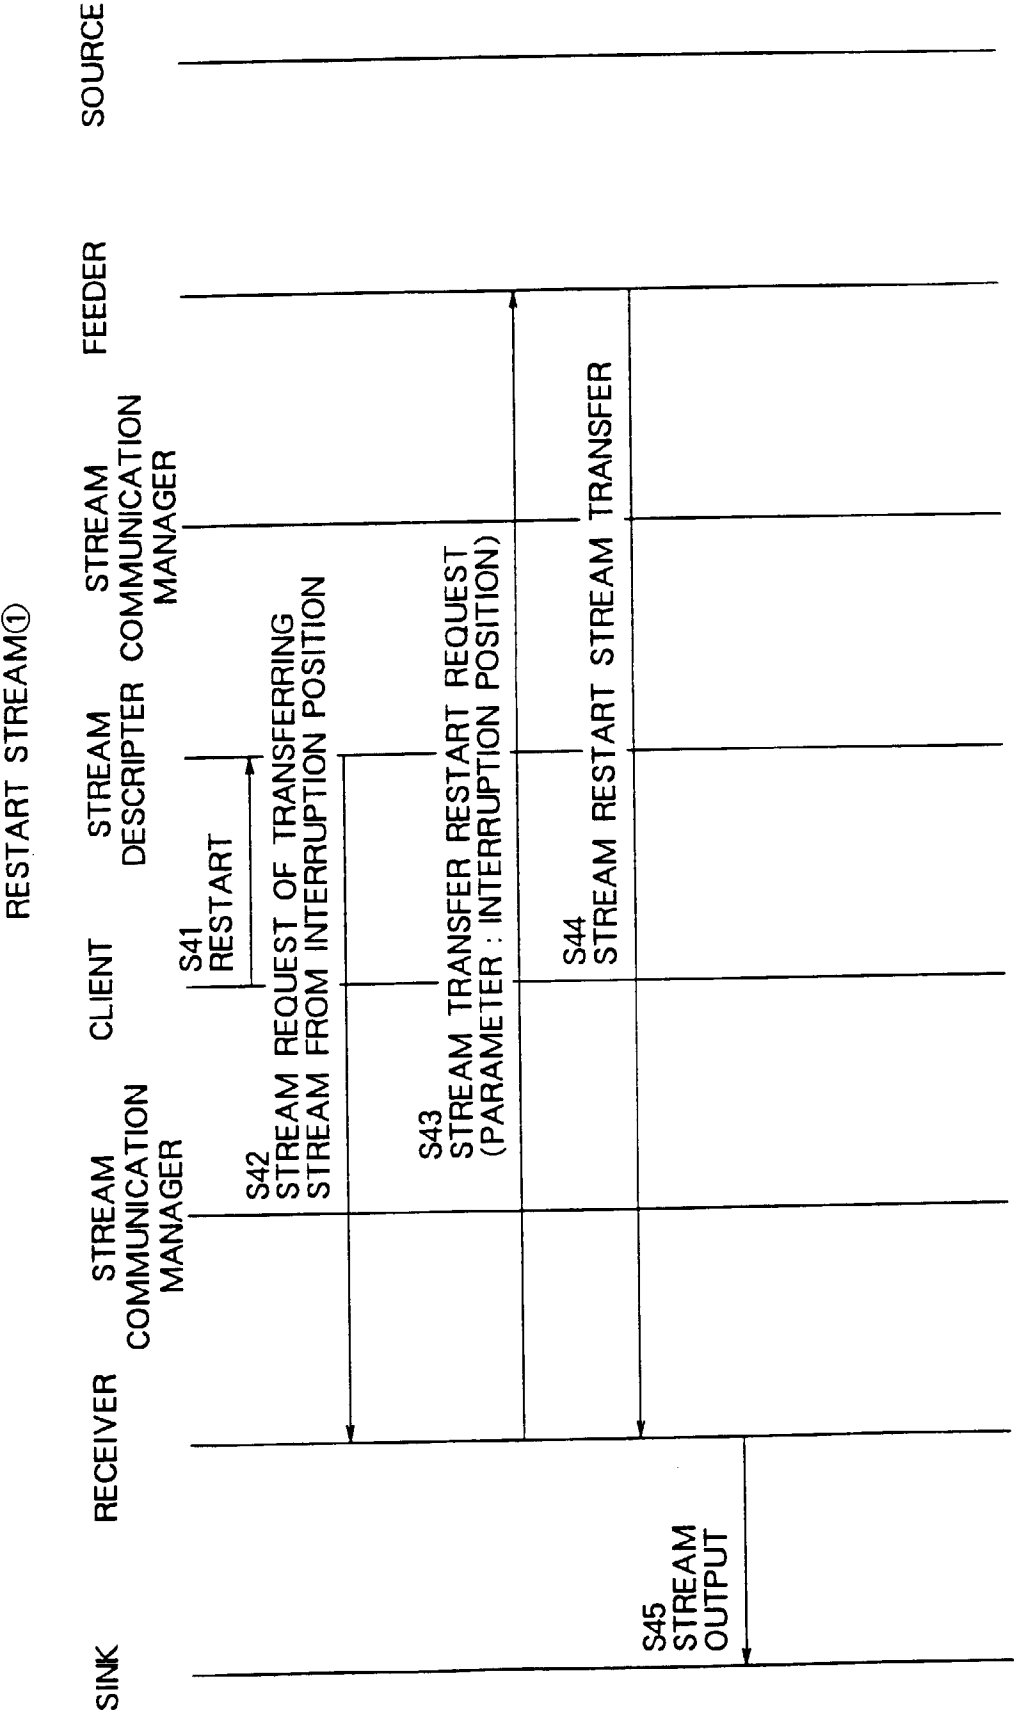 RESTART STREAM①
SINK
RECEIVER
STREAM
COMMUNICATION
MANAGER
CLIENT
STREAM
DESCRIPTER
STREAM
COMMUNICATION
MANAGER
FEEDER
SOURCE
S41
RESTART
S42
STREAM REQUEST OF TRANSFERRING
STREAM FROM INTERRUPTION POSITION
S43
STREAM TRANSFER RESTART REQUEST
(PARAMETER : INTERRUPTION POSITION)
S44
STREAM RESTART STREAM TRANSFER
S45
STREAM
OUTPUT